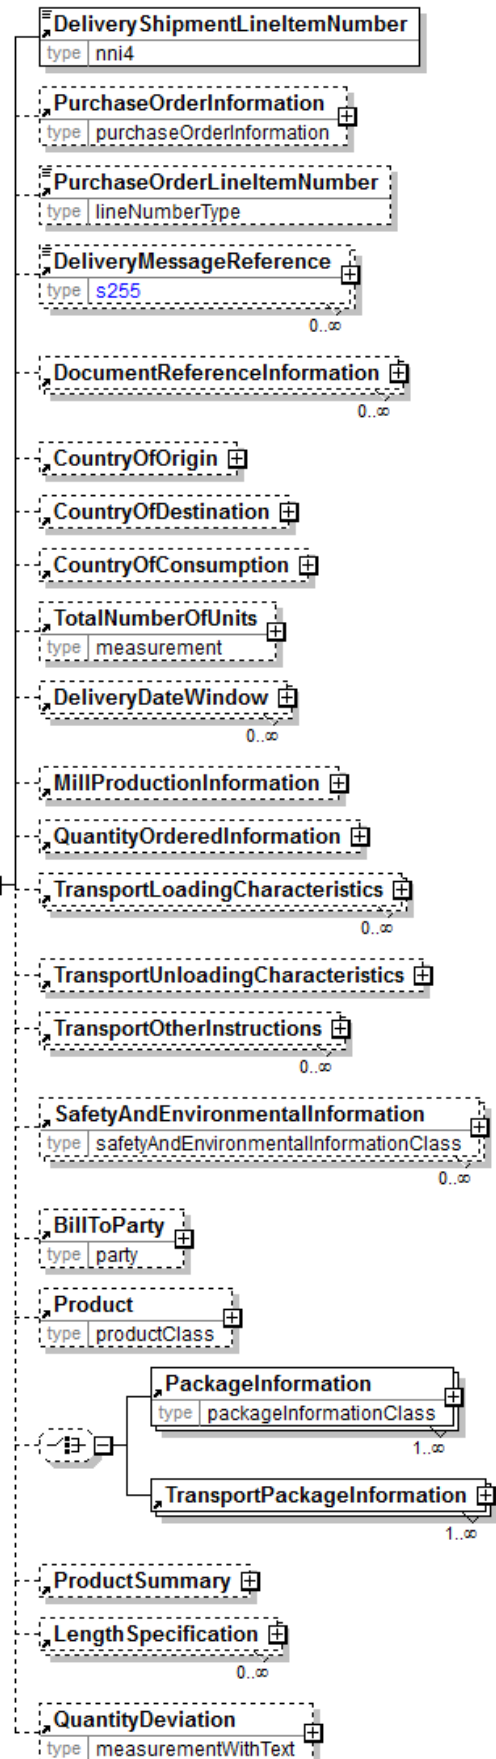 DeliveryShipmentLineItemNumber
type nni4
PurchaseOrderInformation
type purchaseOrderInformation
PurchaseOrderLineItemNumber
type lineNumberType
DeliveryMessageReference
type s255
0..∞
DocumentReferenceInformation
0..∞
CountryOfOrigin
CountryOfDestination
CountryOfConsumption
TotalNumberOfUnits
type measurement
DeliveryDateWindow
0..∞
MillProductionInformation
QuantityOrderedInformation
TransportLoadingCharacteristics
0..∞
TransportUnloadingCharacteristics
TransportOtherInstructions
0..∞
SafetyAndEnvironmentalInformation
type safetyAndEnvironmentalInformationClass
0..∞
BillToParty
type party
Product
type productClass
PackageInformation
type packageInformationClass
1..∞
TransportPackageInformation
1..∞
ProductSummary
LengthSpecification
0..∞
QuantityDeviation
type measurementWithText